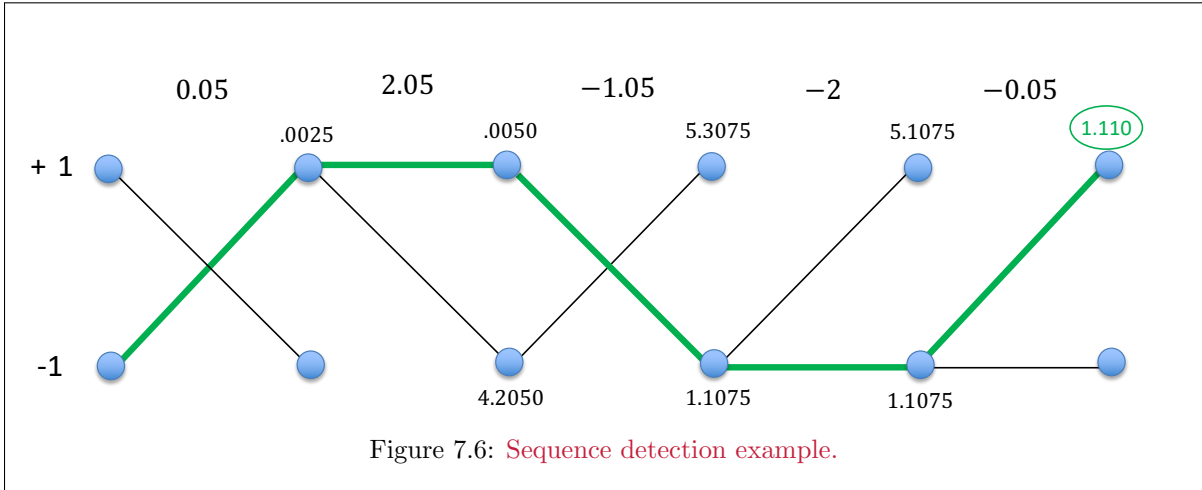 0.05 2.05 −1.05 −2 −0.05
.0025 .0050 5.3075 5.1075 1.110
+ 1
-1
4.2050 1.1075 1.1075
Figure 7.6: Sequence detection example.